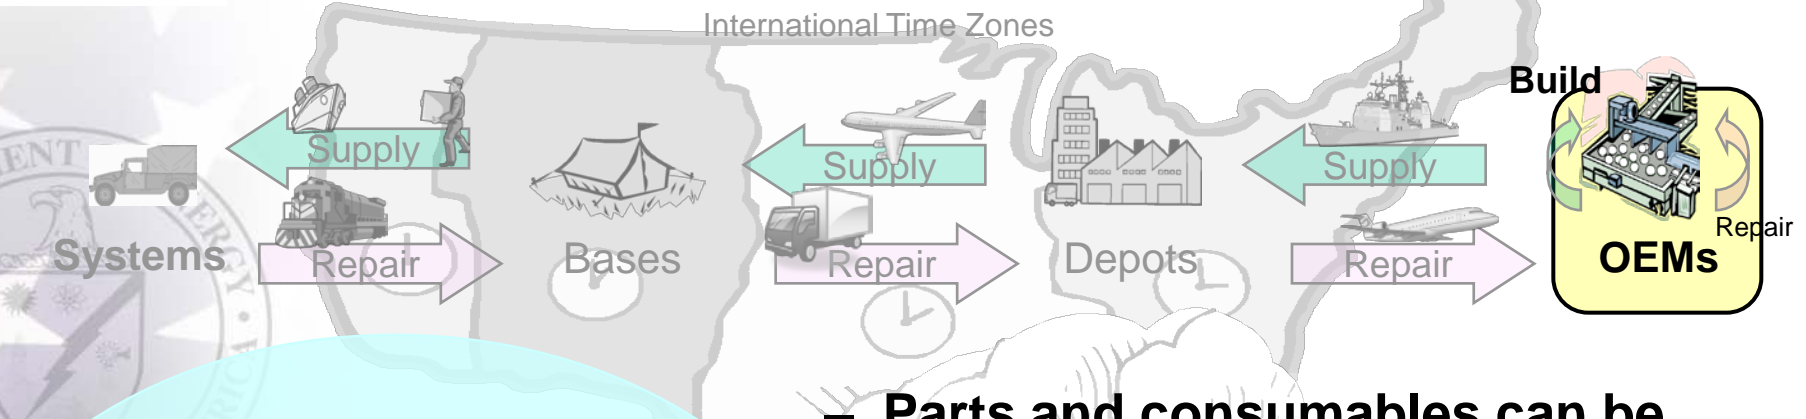 International Time Zones
Build
Supply
Supply
Supply
Repair
Systems
Repair
Bases
Repair
Depots
Repair
OEMs
– Parts and consumables can be